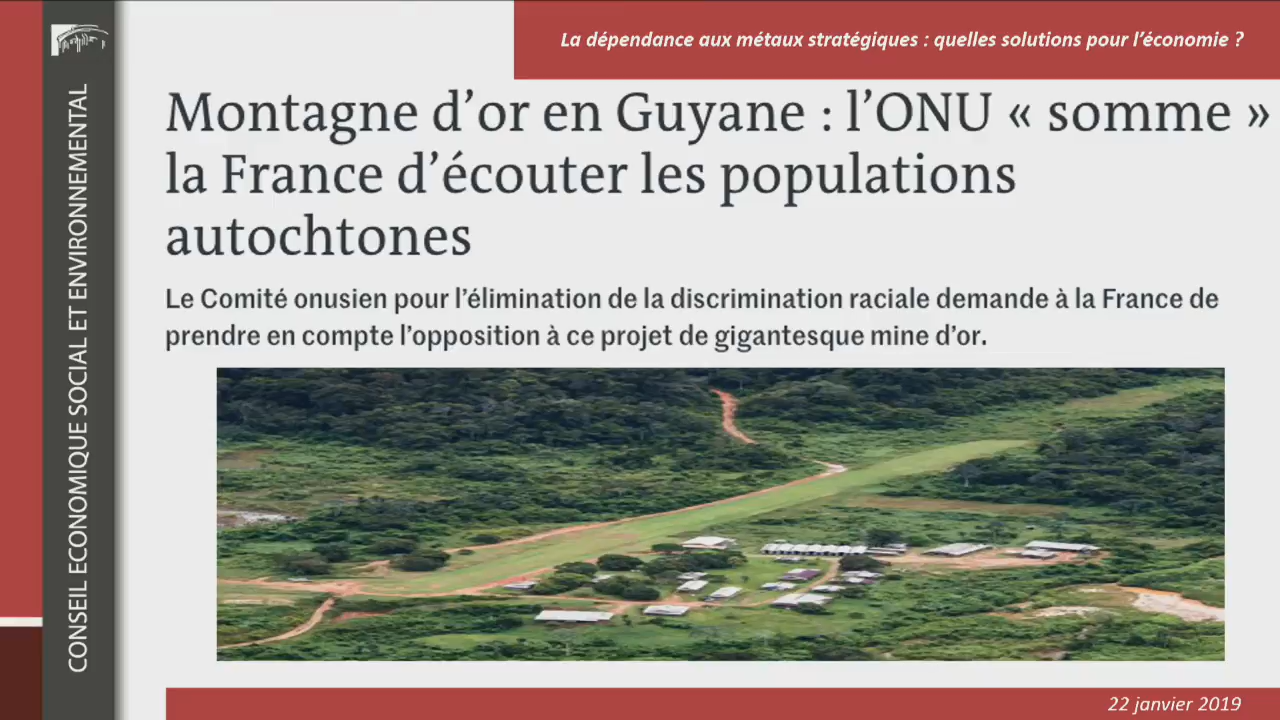 La dépendance aux métaux stratégiques : quelles solutions pour l'économie ?
CONSEIL ECONOMIQUE SOCIAL ET ENVIRONNEMENTAL
Montagne d'or en Guyane : l'ONU « somme »
la France d'écouter les populations
autochtones
Le Comité onusien pour l'élimination de la discrimination raciale demande à la France de
prendre en compte l'opposition à ce projet de gigantesque mine d'or.
22 janvier 2019